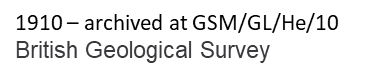 1910 – archived at GSM/GL/He/10
British Geological Survey